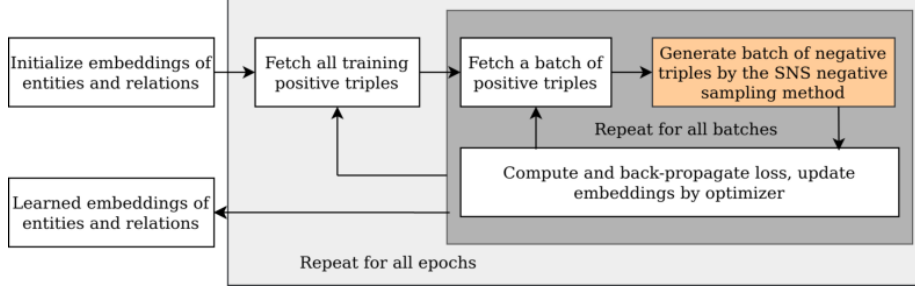 Initialize embeddings of
entities and relations
Fetch all training
positive triples
Fetch a batch of
positive triples
Generate batch of negative
triples by the SNS negative
sampling method
Repeat for all batches
Compute and back-propagate loss, update
embeddings by optimizer
Learned embeddings of
entities and relations
Repeat for all epochs